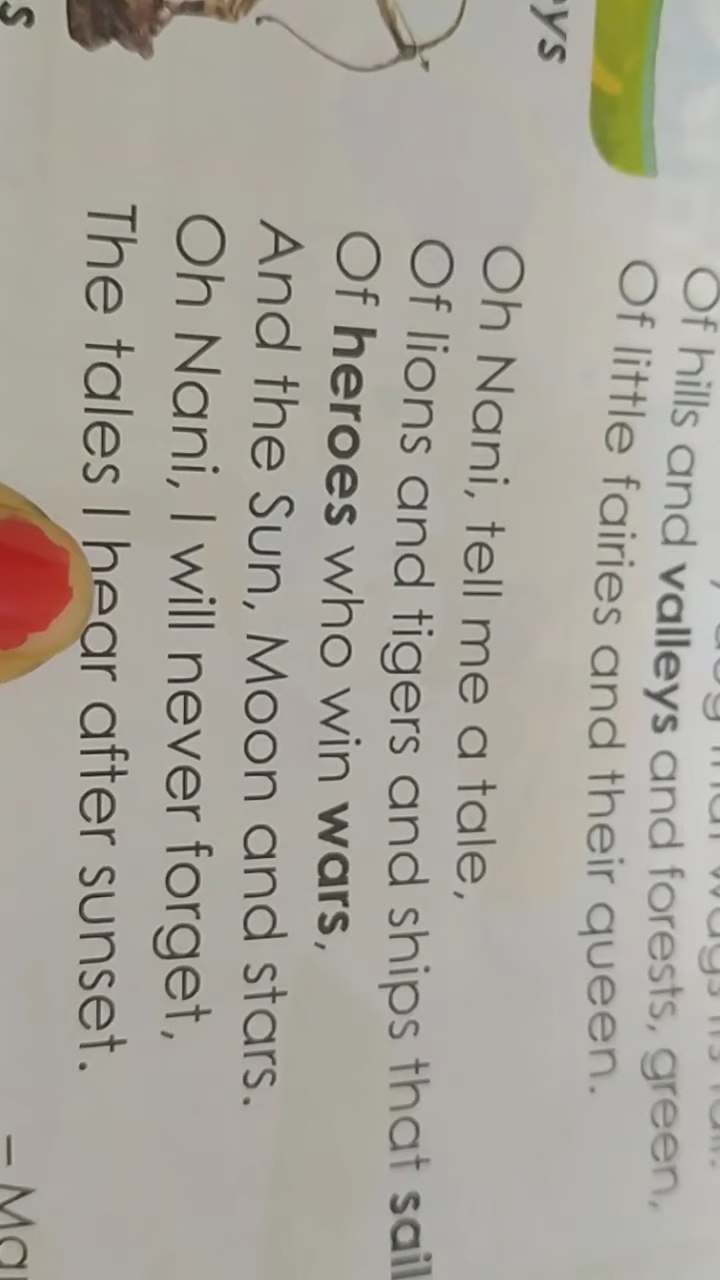 Of hills and valleys and forests, green,
Of little fairies and their queen.
Oh Nani, tell me a tale,
Of lions and tigers and ships that sail
Of heroes who win wars,
And the Sun, Moon and stars.
Oh Nani, I will never forget,
The tales I hear after sunset.